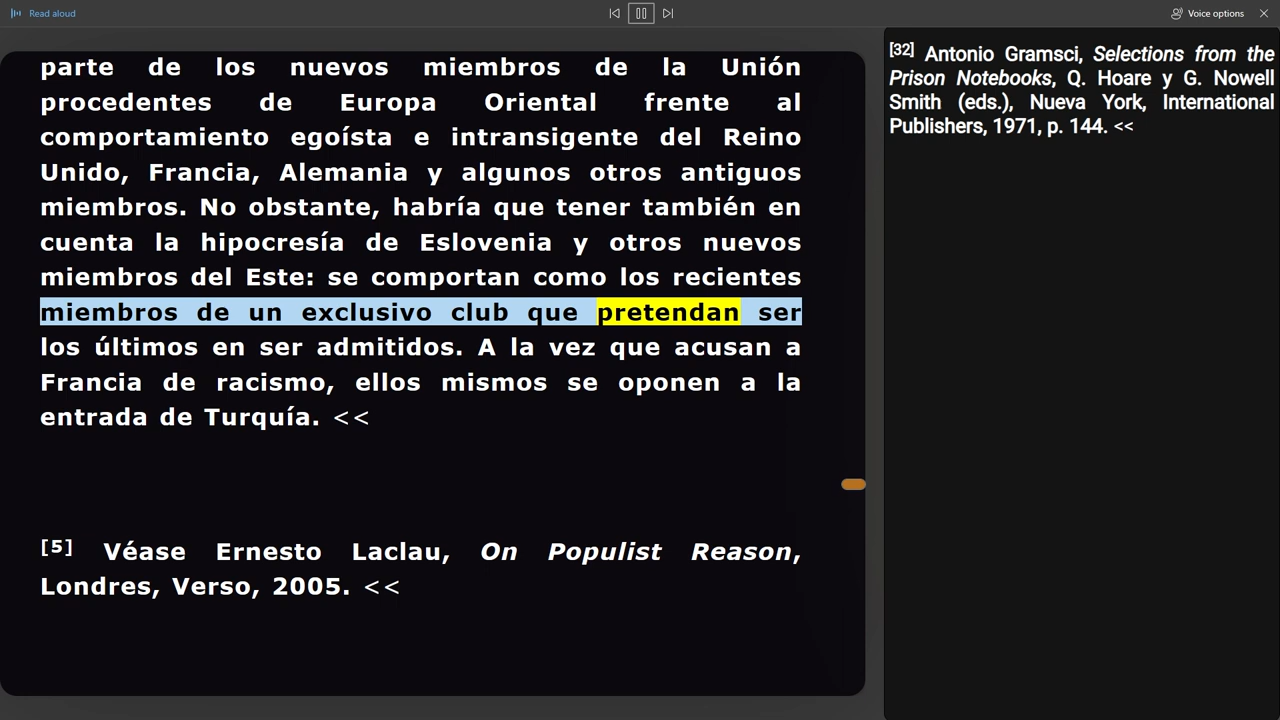 Read aloud
Voice options
parte de los nuevos miembros de la Unión
procedentes de Europa Oriental frente al
comportamiento egoísta e intransigente del Reino
Unido, Francia, Alemania y algunos otros antiguos
miembros. No obstante, habría que tener también en
cuenta la hipocresía de Eslovenia y otros nuevos
miembros del Este: se comportan como los recientes
miembros de un exclusivo club que pretendan ser
los últimos en ser admitidos. A la vez que acusan a
Francia de racismo, ellos mismos se oponen a la
entrada de Turquía. <<
[5] Véase Ernesto Laclau, On Populist Reason,
Londres, Verso, 2005. <<
[32] Antonio Gramsci, Selections from the
Prison Notebooks, Q. Hoare y G. Nowell
Smith (eds.), Nueva York, International
Publishers, 1971, p. 144. <<